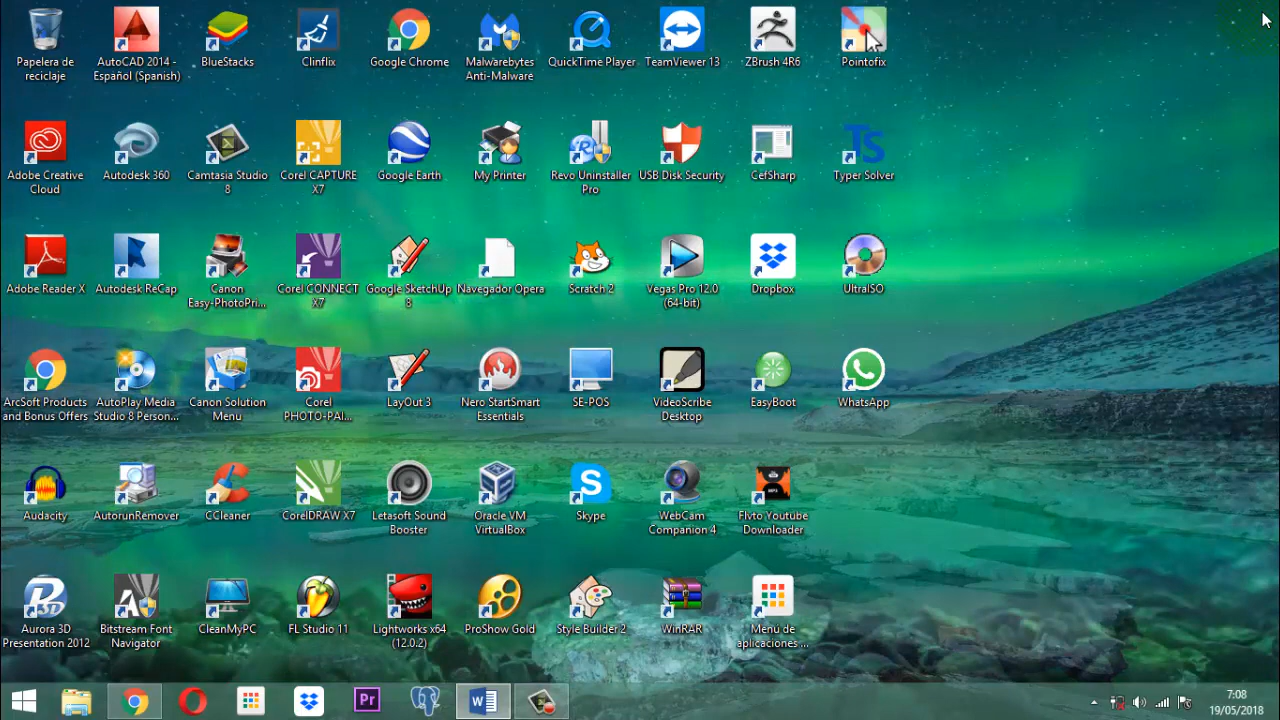 Papelera de
reciclaje
AutoCAD 2014 -
Español (Spanish)
BlueStacks
Clinflix
Google Chrome
Malwarebytes
Anti-Malware
QuickTime Player
TeamViewer 13
ZBrush 4R6
Pointofix
Adobe Creative
Cloud
Autodesk 360
Camtasia Studio
8
Corel CAPTURE
X7
Google Earth
My Printer
Revo Uninstaller
Pro
USB Disk Security
CefSharp
TS
Typer Solver
Adobe Reader X
Autodesk ReCap
Canon
Easy-PhotoPri...
Corel CONNECT
X7
Google SketchUp
8
Navegador Opera
Scratch 2
Vegas Pro 12.0
(64-bit)
Dropbox
UltraISO
ArcSoft Products
and Bonus Offers
AutoPlay Media
Studio 8 Person...
Canon Solution
Menu
Corel
PHOTO-PAI...
LayOut 3
Nero StartSmart
Essentials
SE-POS
VideoScribe
Desktop
EasyBoot
WhatsApp
Audacity
AutorunRemover
CCleaner
CorelDRAW X7
Letasoft Sound
Booster
Oracle VM
VirtualBox
Skype
WebCam
Companion 4
Flvto Youtube
Downloader
Aurora 3D
Presentation 2012
Bitstream Font
Navigator
CleanMyPC
FL Studio 11
Lightworks x64
(12.0.2)
ProShow Gold
Style Builder 2
WinRAR
Menú de
aplicaciones ...
Pr
7:08
19/05/2018